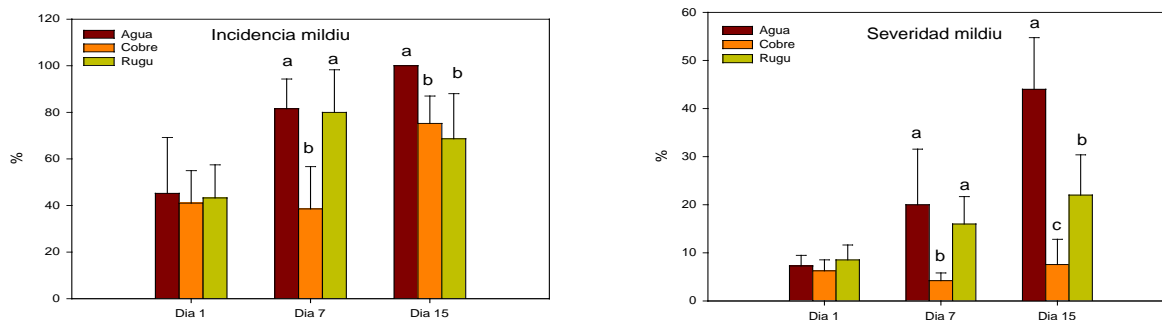 Incidencia mildiu
Agua
Cobre
Rugu
120
100
80
60
40
20
0
%
a
a
b
a
b
b
Dia 1
Dia 7
Dia 15
Severidad mildiu
Agua
Cobre
Rugu
60
50
40
30
20
10
0
%
a
b
a
a
c
b
Dia 1
Dia 7
Dia 15